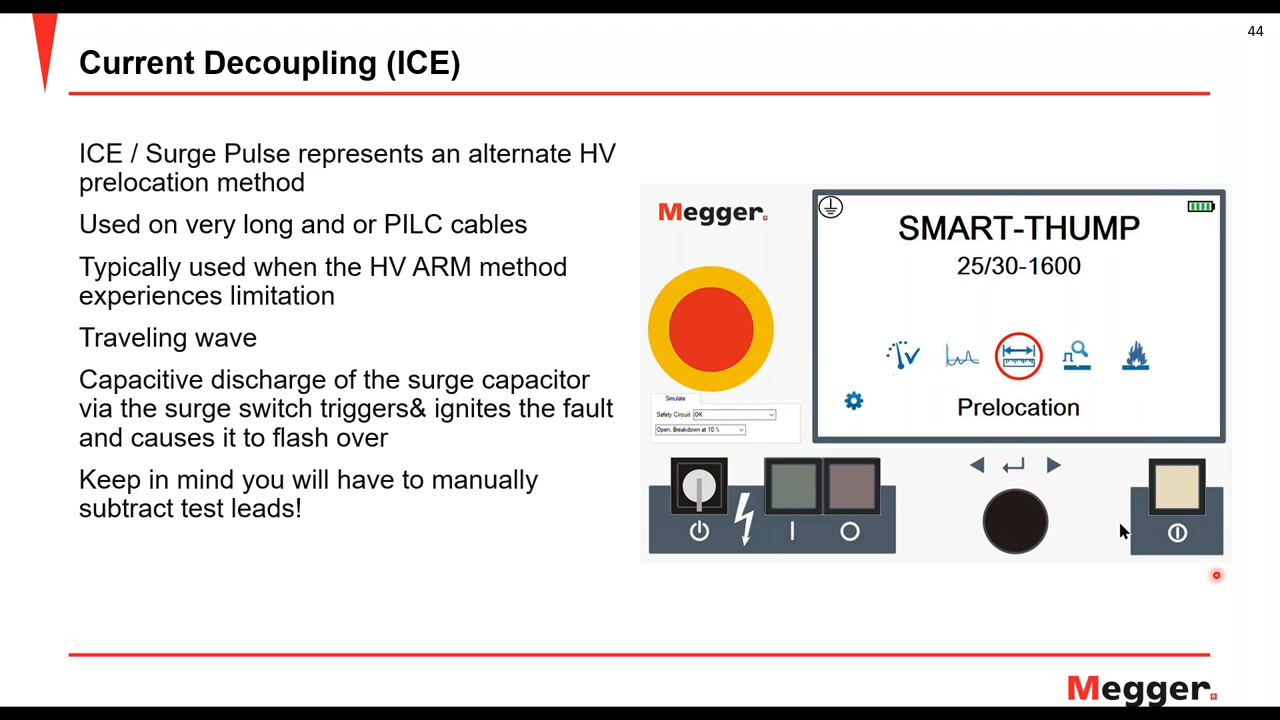 44
Current Decoupling (ICE)
ICE / Surge Pulse represents an alternate HV
prelocation method
Used on very long and or PILC cables
Typically used when the HV ARM method
experiences limitation
Traveling wave
Capacitive discharge of the surge capacitor
via the surge switch triggers& ignites the fault
and causes it to flash over
Keep in mind you will have to manually
subtract test leads!
Megger.
SMART-THUMP
25/30-1600
Prelocation
Simulate
Safety Circuit OK
Open, Breakdown at 10 %
Megger.